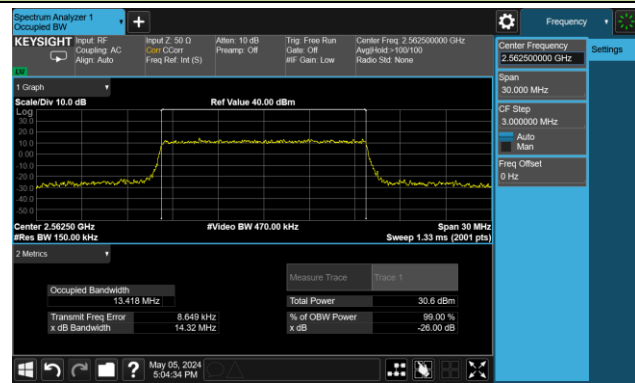 Spectrum Analyzer 1
Occupied BW
Frequency
KEYSIGHT Input: RF Input Z: 50 Ω Atten: 10 dB Trig: Free Run Center Freq: 2.562500000 GHz
Coupling: AC Corr CCorr Preamp: Off Gate: Off Avg|Hold:>100/100
Align: Auto Freq Ref: Int (S) #IF Gain: Low Radio Std: None
Center Frequency
2.562500000 GHz
Settings
Span
30.000 MHz
CF Step
3.000000 MHz
Auto
Man
Freq Offset
0 Hz
1 Graph
Scale/Div 10.0 dB Ref Value 40.00 dBm
Log
30.0
20.0
10.0
0.00
-10.0
-20.0
-30.0
-40.0
-50.0
Center 2.56250 GHz #Video BW 470.00 kHz Span 30 MHz
#Res BW 150.00 kHz Sweep 1.33 ms (2001 pts)
2 Metrics
Measure Trace Trace 1
Occupied Bandwidth
13.418 MHz Total Power 30.6 dBm
Transmit Freq Error 8.649 kHz % of OBW Power 99.00 %
x dB Bandwidth 14.32 MHz x dB -26.00 dB
May 05, 2024
5:04:34 PM